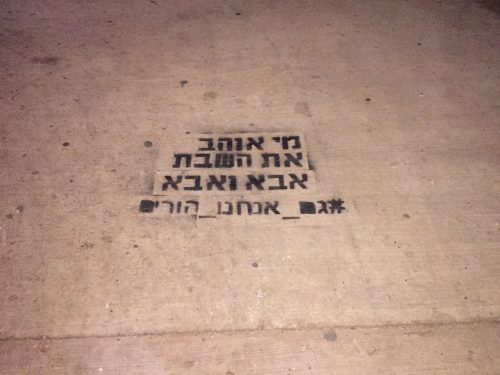 מי אוהב
את השבת
אבא ואבא
#גם_אנחנו_הורים